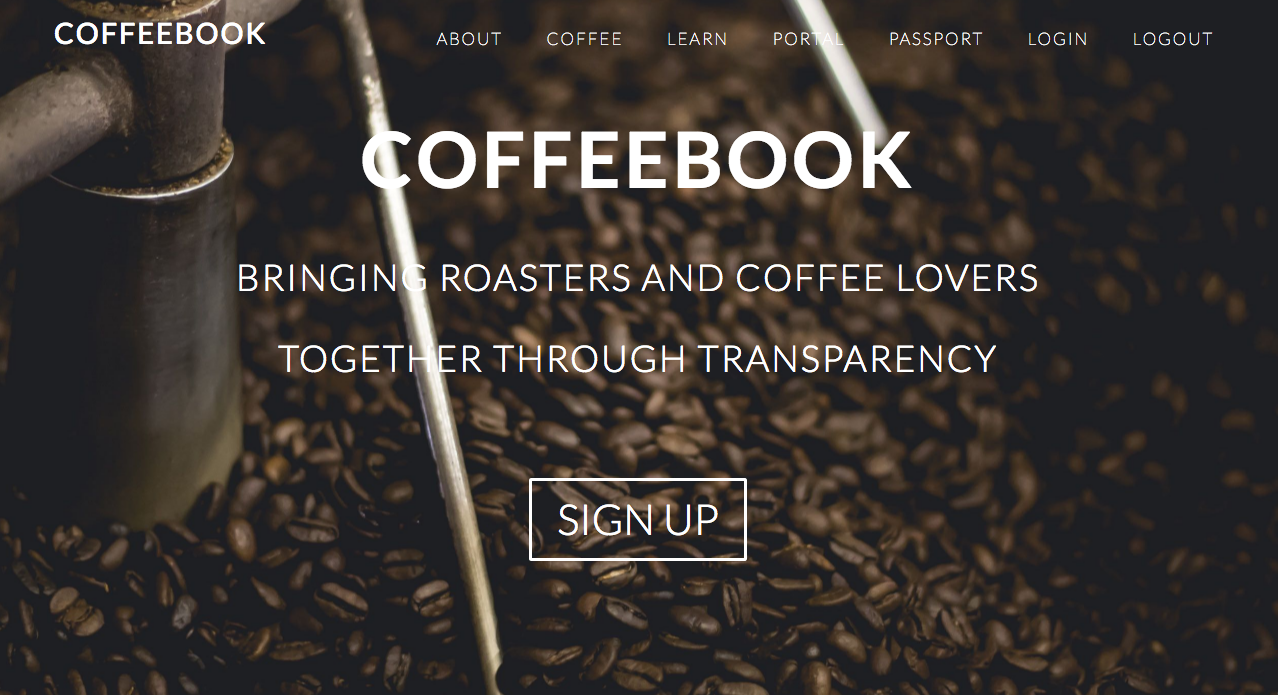 COFFEEBOOK
ABOUT COFFEE LEARN PORTAL PASSPORT LOGIN LOGOUT
COFFEEBOOK
BRINGING ROASTERS AND COFFEE LOVERS
TOGETHER THROUGH TRANSPARENCY
SIGN UP